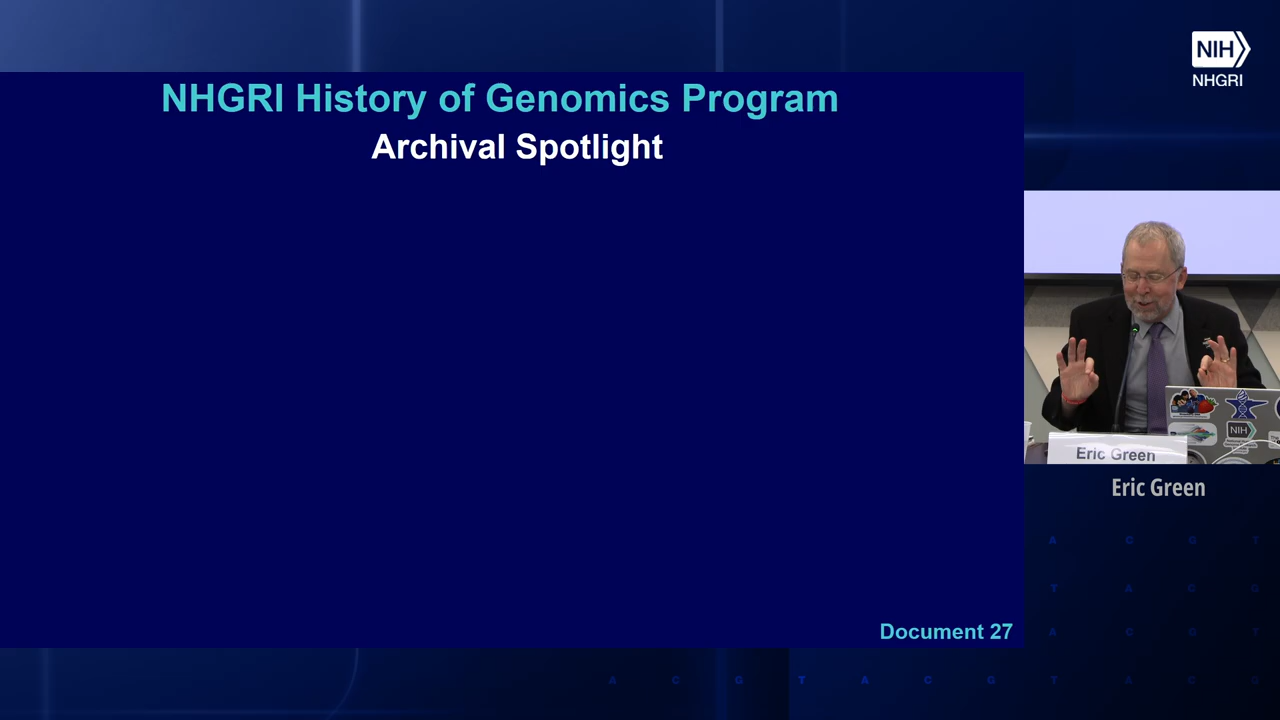 NIH
NHGRI
NHGRI History of Genomics Program
Archival Spotlight
NIH
Eric Green
Eric Green
A C G T
T A C G
Document 27
A C G T
A C G T A C G T A C G